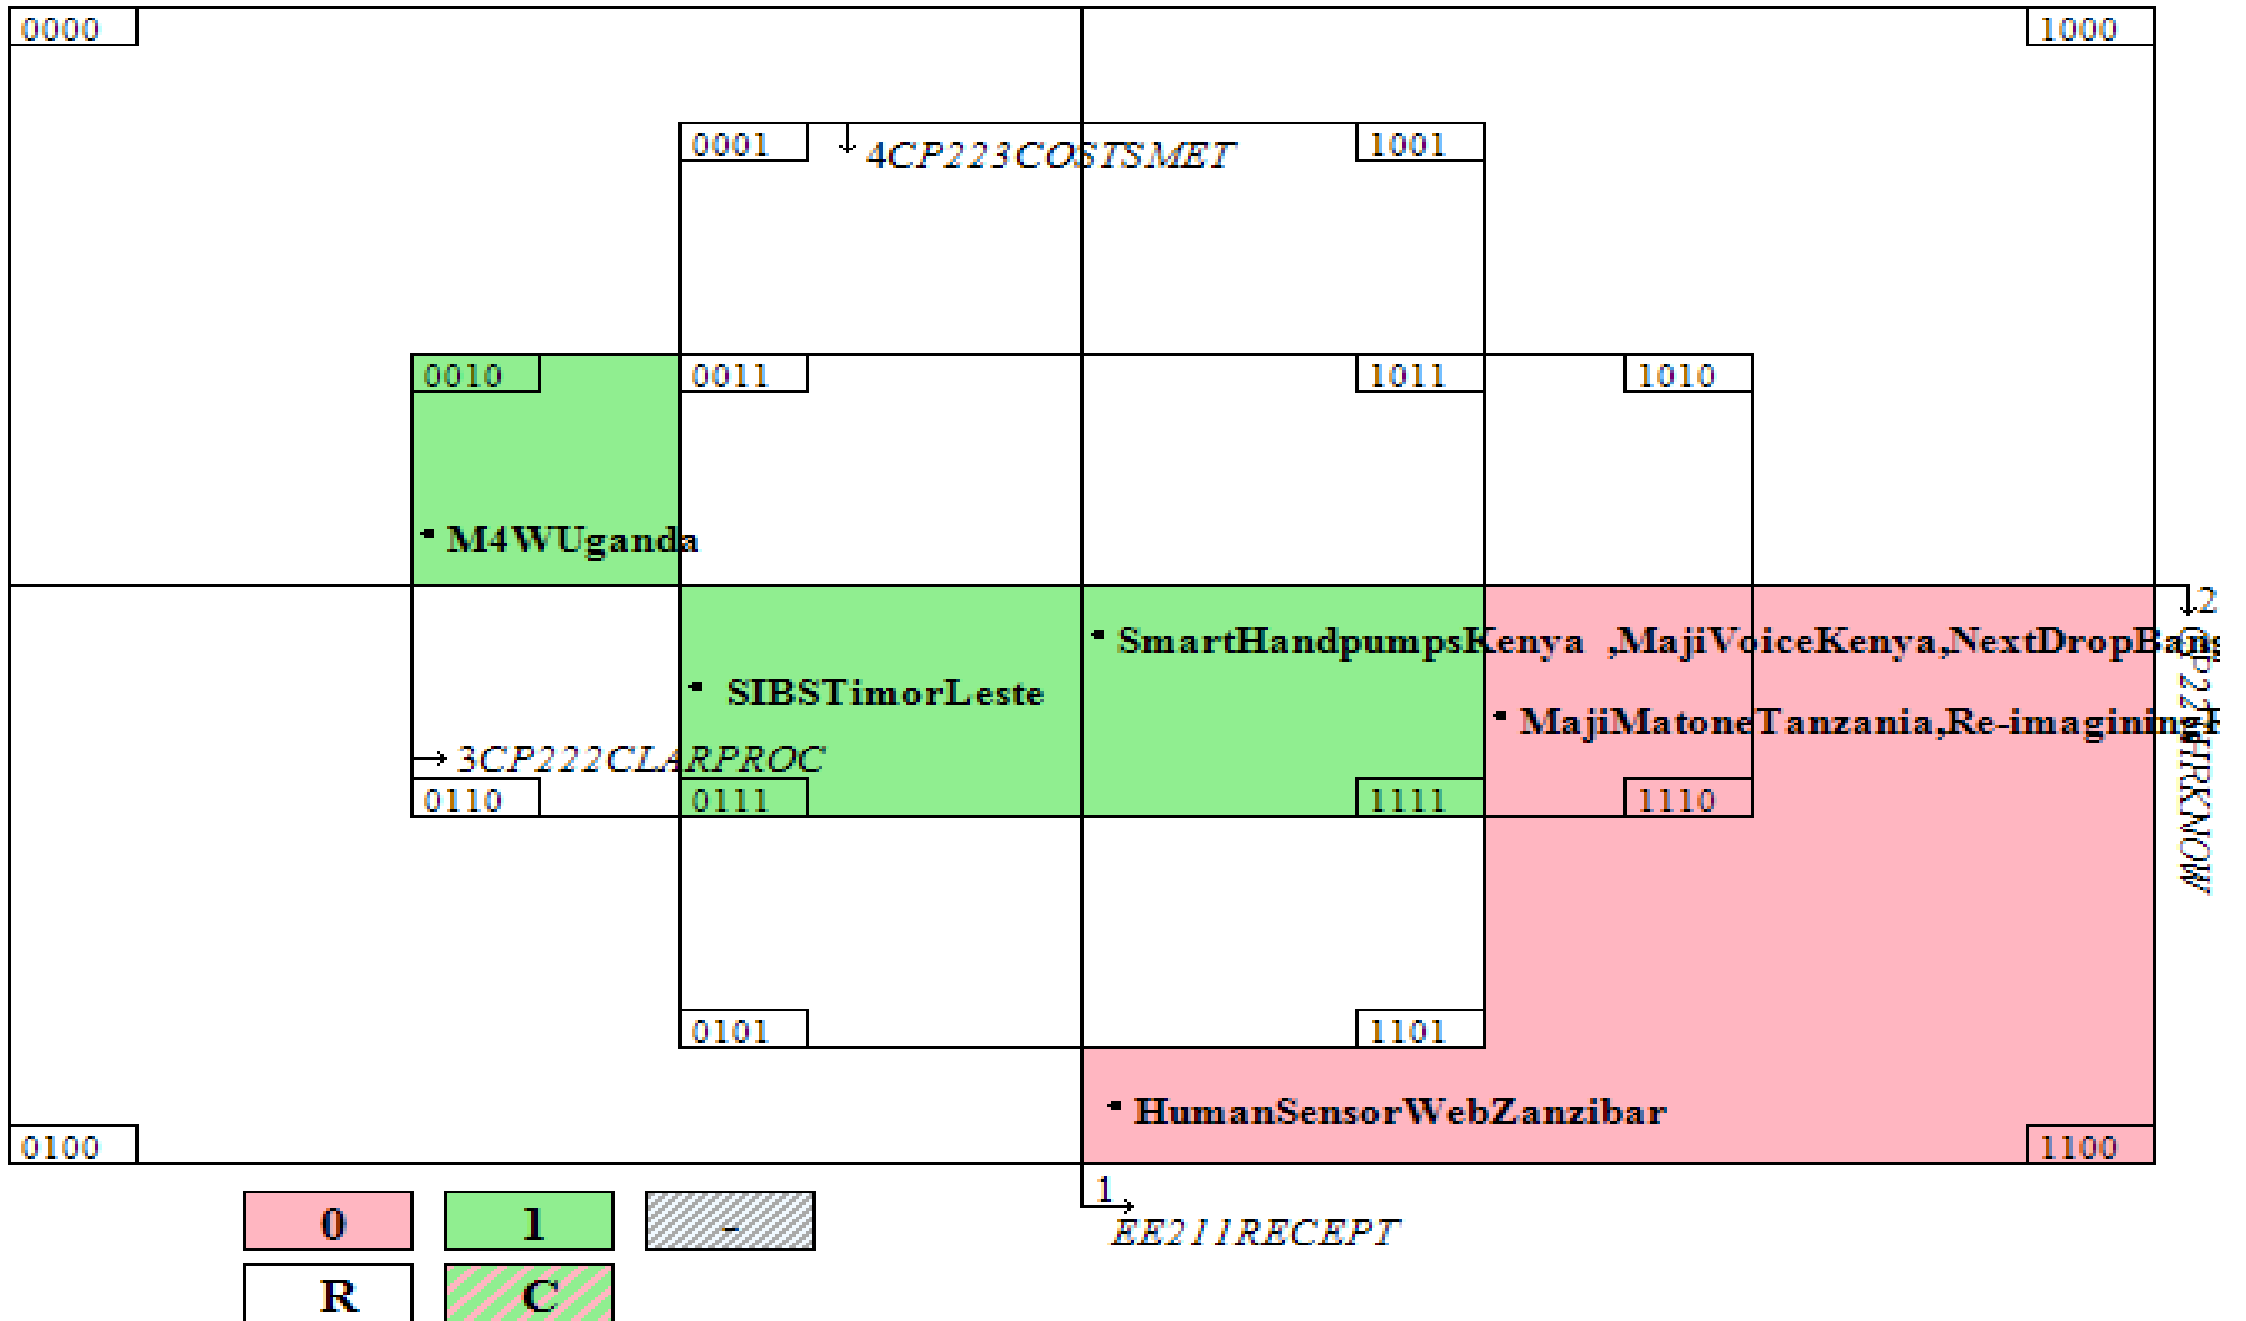 0000
1000
0001
4CP223COSTSMET
1001
0010
0011
1011
1010
M4WUganda
2
SmartHandpumpsKenya ,MajiVoiceKenya,NextDropBang
SIBSTimorLeste
MajiMatoneTanzania,Re-imagining
3CP222CLARPROC
0110
0111
1111
1110
0101
1101
HumanSensorWebZanzibar
0100
1100
1
EE211RECEPT
0
1
-
R
C